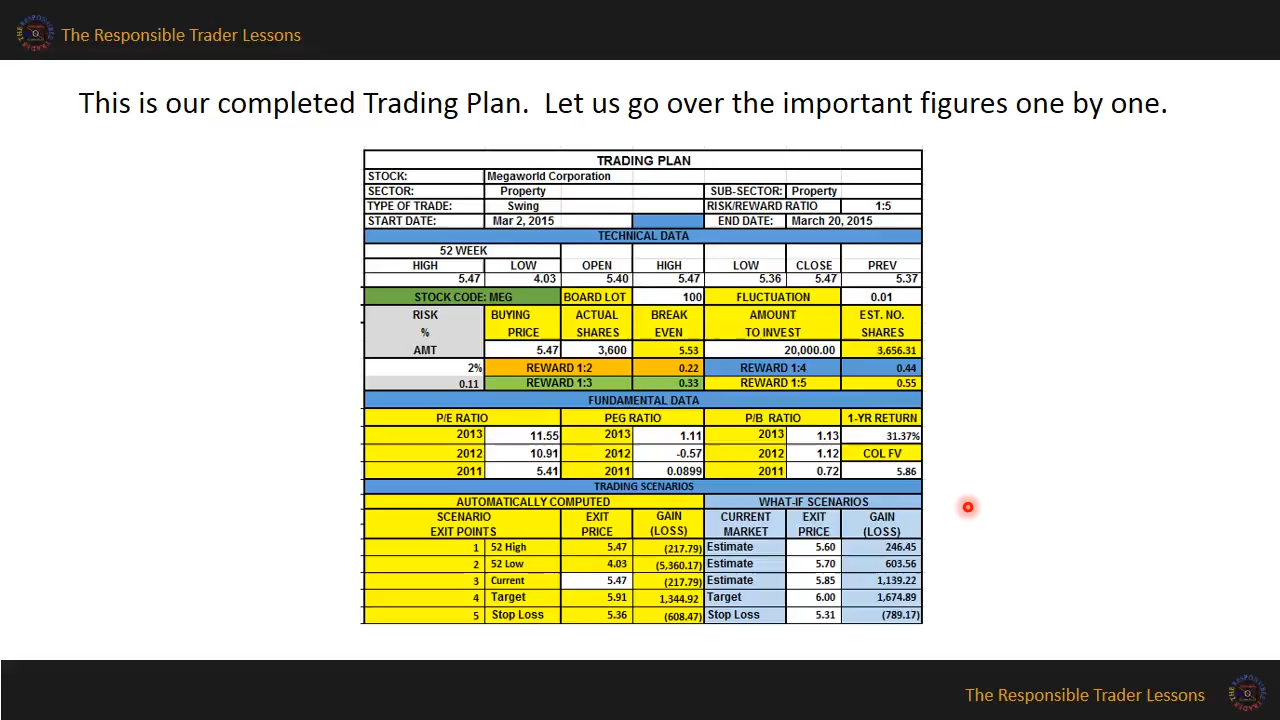 The Responsible Trader Lessons
This is our completed Trading Plan. Let us go over the important figures one by one.
TRADING PLAN
STOCK: Megaworld Corporation
SECTOR: Property SUB-SECTOR: Property
TYPE OF TRADE: Swing RISK/REWARD RATIO 1:5
START DATE: Mar 2, 2015 END DATE: March 20, 2015
TECHNICAL DATA
52 WEEK
HIGH LOW OPEN HIGH LOW CLOSE PREV
5.47 4.03 5.40 5.47 5.36 5.47 5.37
STOCK CODE: MEG BOARD LOT 100 FLUCTUATION 0.01
RISK BUYING ACTUAL BREAK AMOUNT EST. NO.
% PRICE SHARES EVEN TO INVEST SHARES
AMT 5.47 3,600 5.53 20,000.00 3,656.31
2% REWARD 1:2 0.22 REWARD 1:4 0.44
0.11 REWARD 1:3 0.33 REWARD 1:5 0.55
FUNDAMENTAL DATA
P/E RATIO PEG RATIO P/B RATIO 1-YR RETURN
2013 11.55 2013 1.11 2013 1.13 31.37%
2012 10.91 2012 -0.57 2012 1.12 COL FV
2011 5.41 2011 0.0899 2011 0.72 5.86
TRADING SCENARIOS
AUTOMATICALLY COMPUTED WHAT-IF SCENARIOS
SCENARIO EXIT GAIN CURRENT EXIT GAIN
EXIT POINTS PRICE (LOSS) MARKET PRICE (LOSS)
1 52 High 5.47 (217.79) Estimate 5.60 246.45
2 52 Low 4.03 (5,360.17) Estimate 5.70 603.56
3 Current 5.47 (217.79) Estimate 5.85 1,139.22
4 Target 5.91 1,344.92 Target 6.00 1,674.89
5 Stop Loss 5.36 (608.47) Stop Loss 5.31 (789.17)
The Responsible Trader Lessons